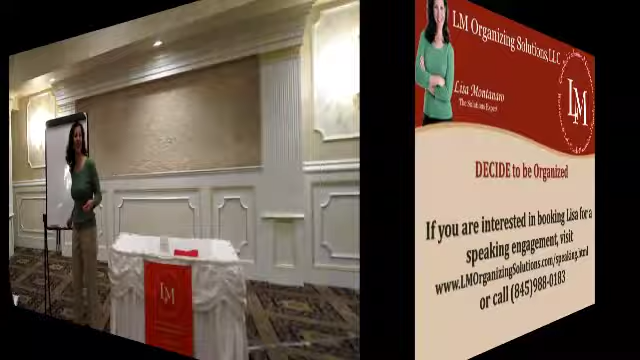 LM Organizing Solutions,LLC
Lisa Montanaro
The Solutions Expert
LM
DECIDE to be Organized
If you are interested in booking Lisa for a
speaking engagement, visit
www.LMOrganizingSolutions.com/speaking.html
or call (845)988-0183
LM